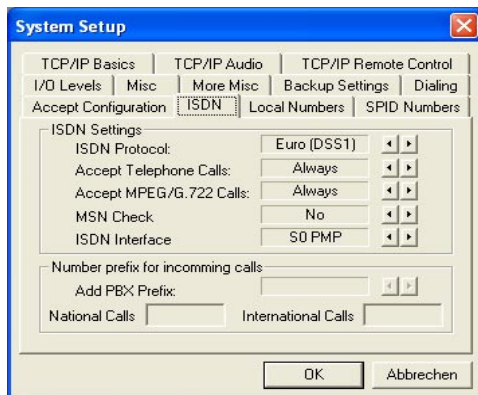 System Setup
TCP/IP Basics TCP/IP Audio TCP/IP Remote Control
I/O Levels Misc More Misc Backup Settings Dialing
Accept Configuration ISDN Local Numbers SPID Numbers
ISDN Settings
ISDN Protocol: Euro (DSS1)
Accept Telephone Calls: Always
Accept MPEG/G.722 Calls: Always
MSN Check No
ISDN Interface S0 PMP
Number prefix for incomming calls
Add PBX Prefix:
National Calls International Calls
OK Abbrechen